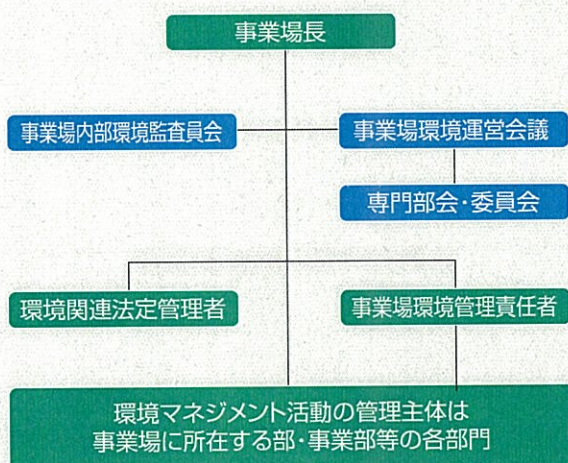 事業場長
事業場内部環境監査員会
事業場環境運営会議
専門部会・委員会
環境関連法定管理者
事業場環境管理責任者
環境マネジメント活動の管理主体は
事業場に所在する部・事業部等の各部門